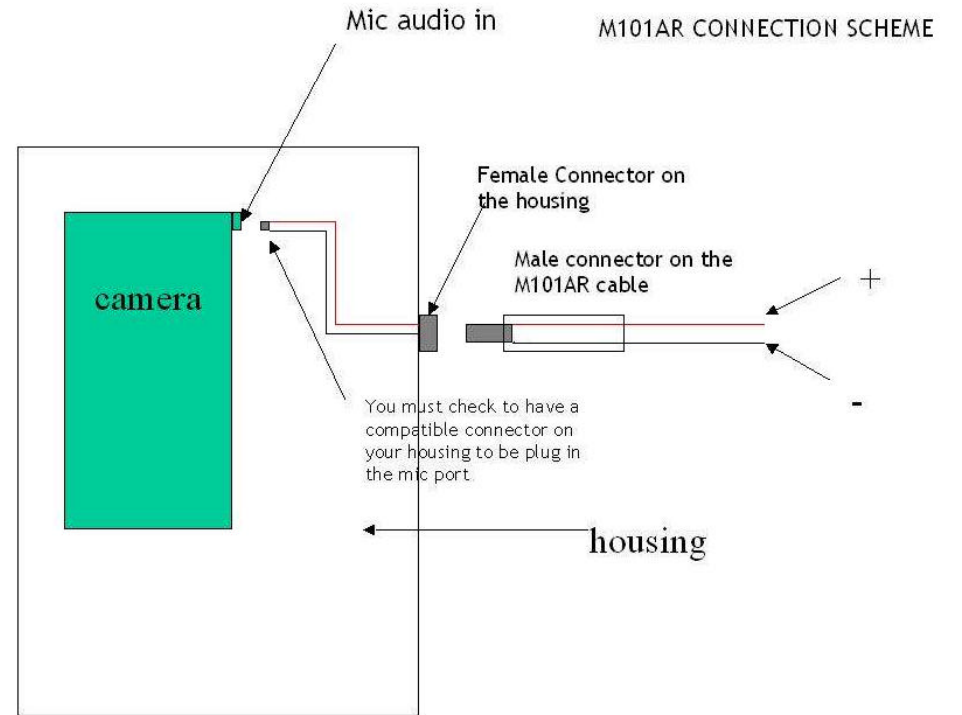 Mic audio in
M101AR CONNECTION SCHEME
Female Connector on
the housing
Male connector on the
M101AR cable
+
camera
-
You must check to have a
compatible connector on
your housing to be plug in
the mic port
housing